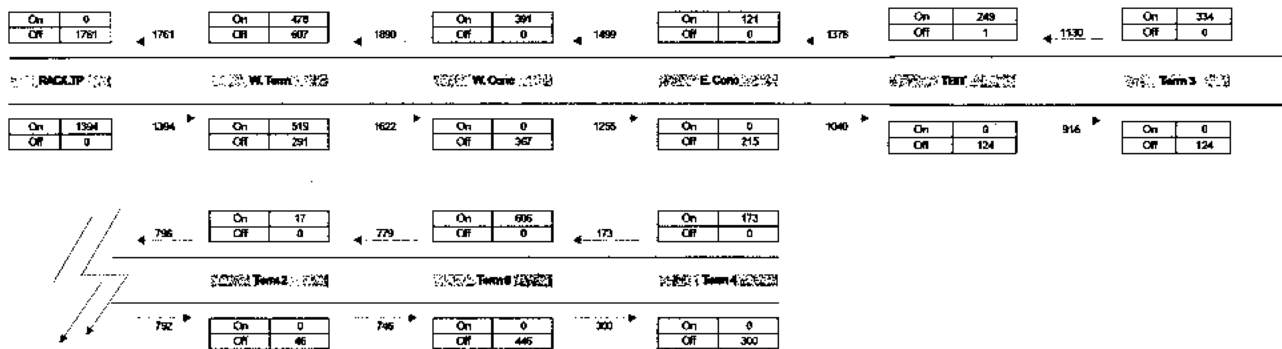 On 0 On 478 On 391 On 121 On 249 On 334
Off 1761 1761 Off 607 1890 Off 0 1499 Off 0 1378 Off 1 1130 Off 0
RAC/LTP W. Term W. Conc E. Conc TBIT Term 3
On 1394 1394 On 519 1622 On 0 1255 On 0 1040 On 0 916 On 0
Off 0 Off 291 Off 367 Off 215 Off 124 Off 124
On 17 On 606 On 173
796 Off 0 779 Off 0 173 Off 0
Term 2 Term 4
792 On 0 746 On 0 300 On 0
Off 46 Off 446 Off 300